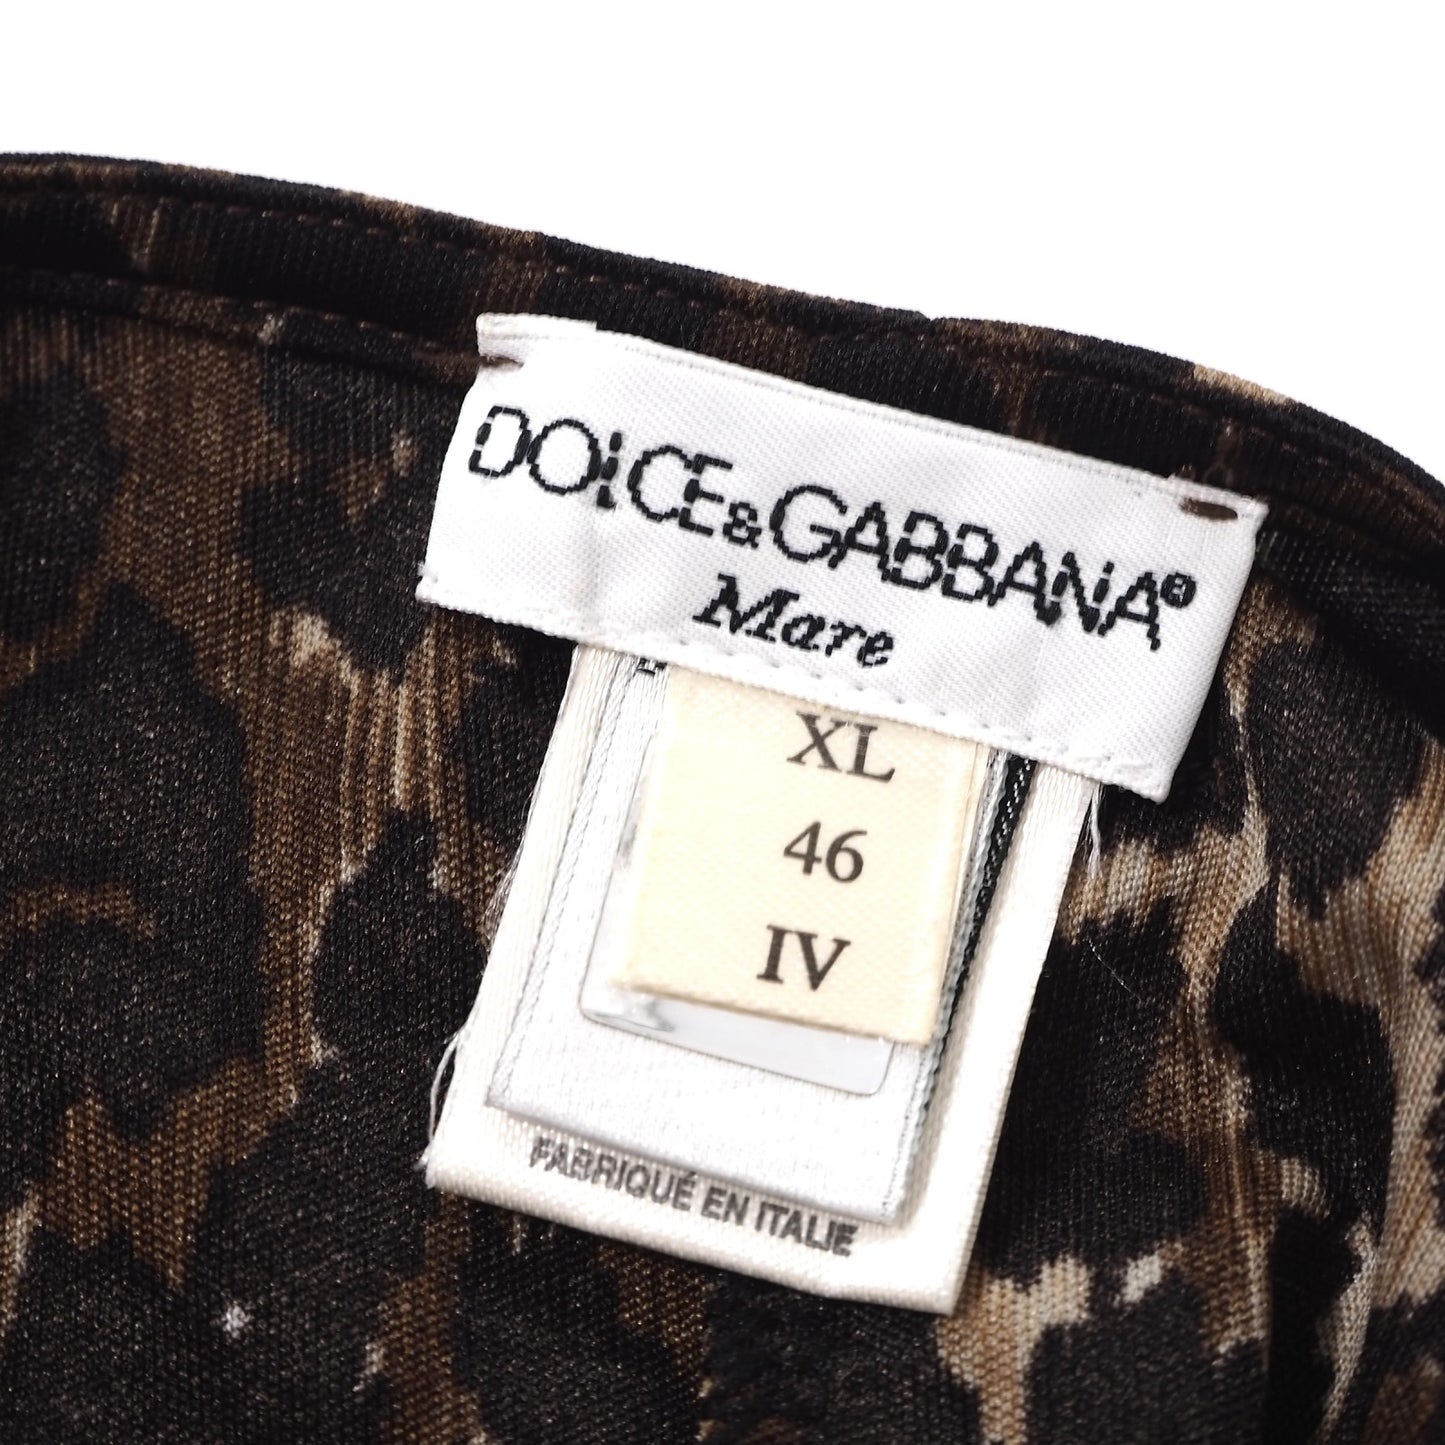 DOLCE&GABBANA®
Mare
XL
46
IV
FABRIQUÉ EN ITALIE